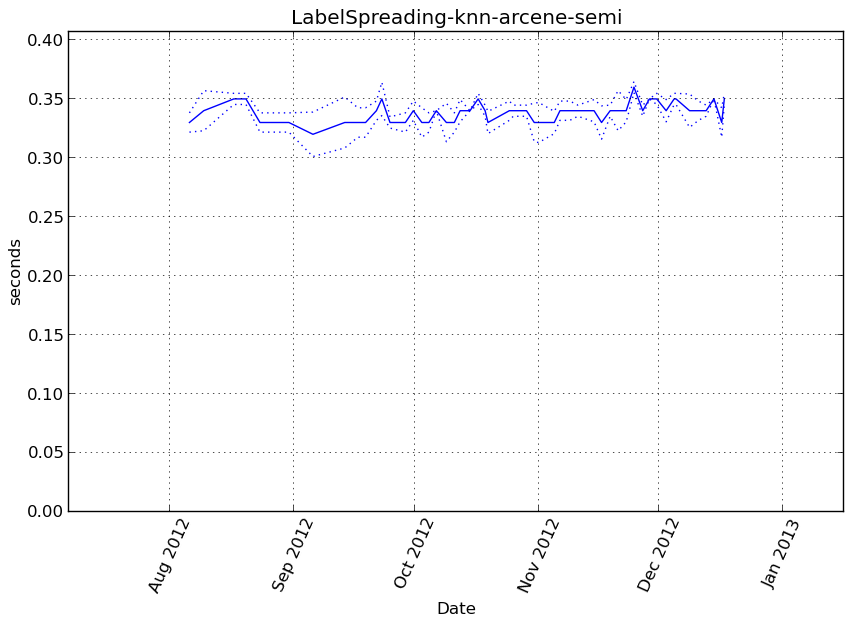 LabelSpreading-knn-arcene-semi
0.40
0.35
0.30
0.25
0.20
0.15
0.10
0.05
0.00
seconds
Aug 2012
Sep 2012
Oct 2012
Nov 2012
Dec 2012
Jan 2013
Date